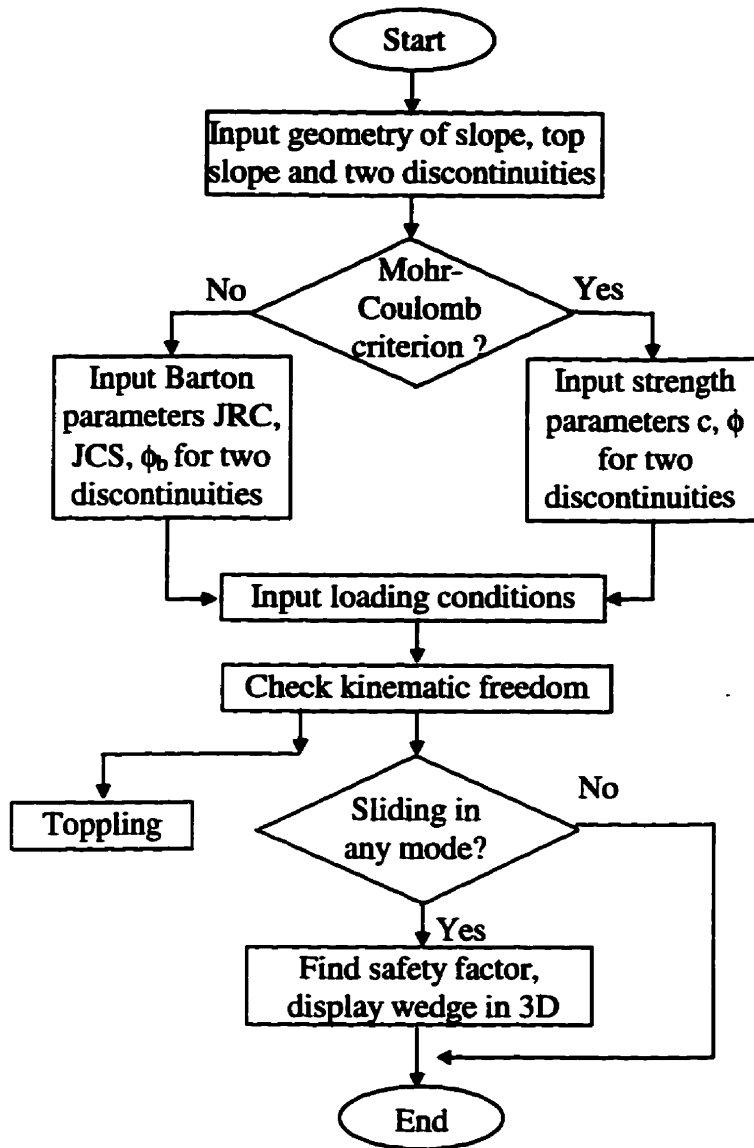 Start
Input geometry of slope, top
slope and two discontinuities
Mohr-
Coulomb
criterion ?
No
Yes
Input Barton
parameters JRC,
JCS, ϕb for two
discontinuities
Input strength
parameters c, ϕ
for two
discontinuities
Input loading conditions
Check kinematic freedom
Toppling
Sliding in
any mode?
No
Yes
Find safety factor,
display wedge in 3D
End